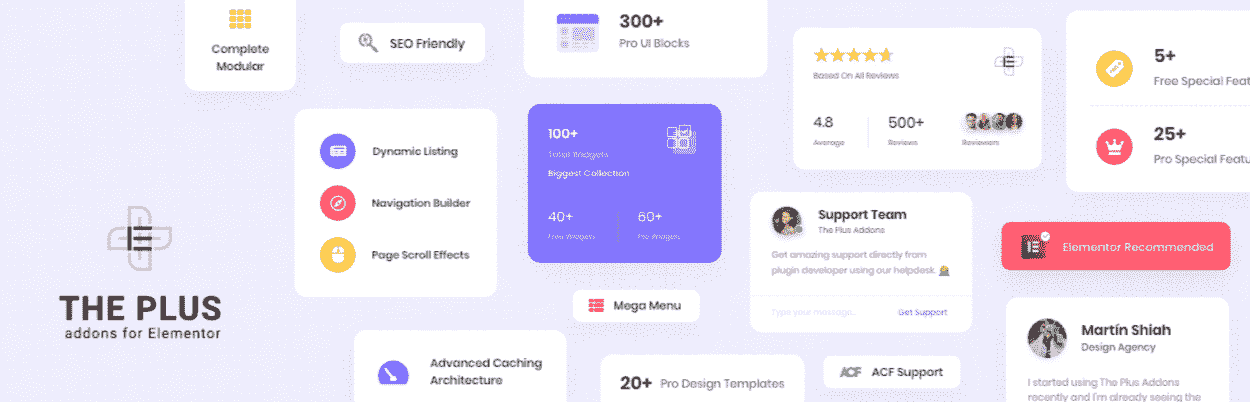 Complete
Modular
SEO Friendly
300+
Pro UI Blocks
Based On All Reviews
4.8
Average
500+
Reviews
Reviewers
5+
Free Special Feat
25+
Pro Special Featu
Dynamic Listing
Navigation Builder
Page Scroll Effects
100+
Total Widgets
Biggest Collection
40+
Free Widgets
60+
Pro Widgets
Support Team
The Plus Addons
Get amazing support directly from
plugin developer using our helpdesk.
Type your message..
Get Support
Elementor Recommended
THE PLUS
addons for Elementor
Mega Menu
Advanced Caching
Architecture
20+ Pro Design Templates
ACF ACF Support
Martín Shiah
Design Agency
I started using The Plus Addons
recently and I'm already seeing the